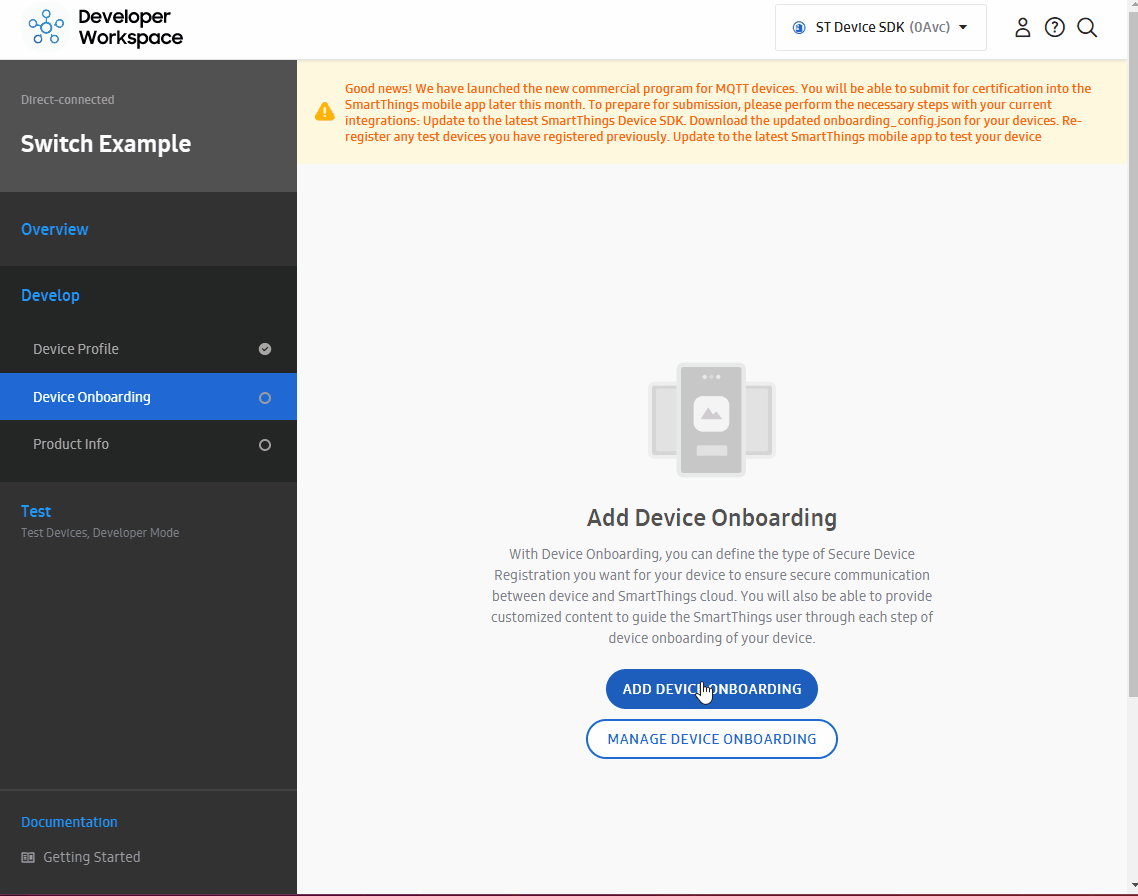 Developer
Workspace
ST Device SDK (0Avc)
Direct-connected
Switch Example
Overview
Develop
Device Profile
Device Onboarding
Product Info
Test
Test Devices, Developer Mode
Documentation
Getting Started
Good news! We have launched the new commercial program for MQTT devices. You will be able to submit for certification into the
SmartThings mobile app later this month. To prepare for submission, please perform the necessary steps with your current
integrations: Update to the latest SmartThings Device SDK. Download the updated onboarding_config.json for your devices. Re-
register any test devices you have registered previously. Update to the latest SmartThings mobile app to test your device
Add Device Onboarding
With Device Onboarding, you can define the type of Secure Device
Registration you want for your device to ensure secure communication
between device and SmartThings cloud. You will also be able to provide
customized content to guide the SmartThings user through each step of
device onboarding of your device.
ADD DEVICE ONBOARDING
MANAGE DEVICE ONBOARDING